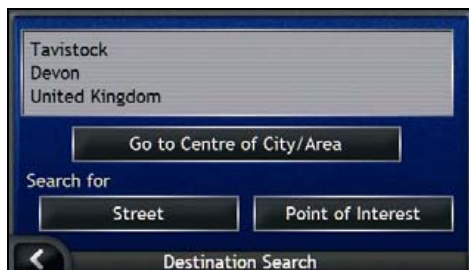 Tavistock
Devon
United Kingdom
Go to Centre of City/Area
Search for
Street
Point of Interest
Destination Search